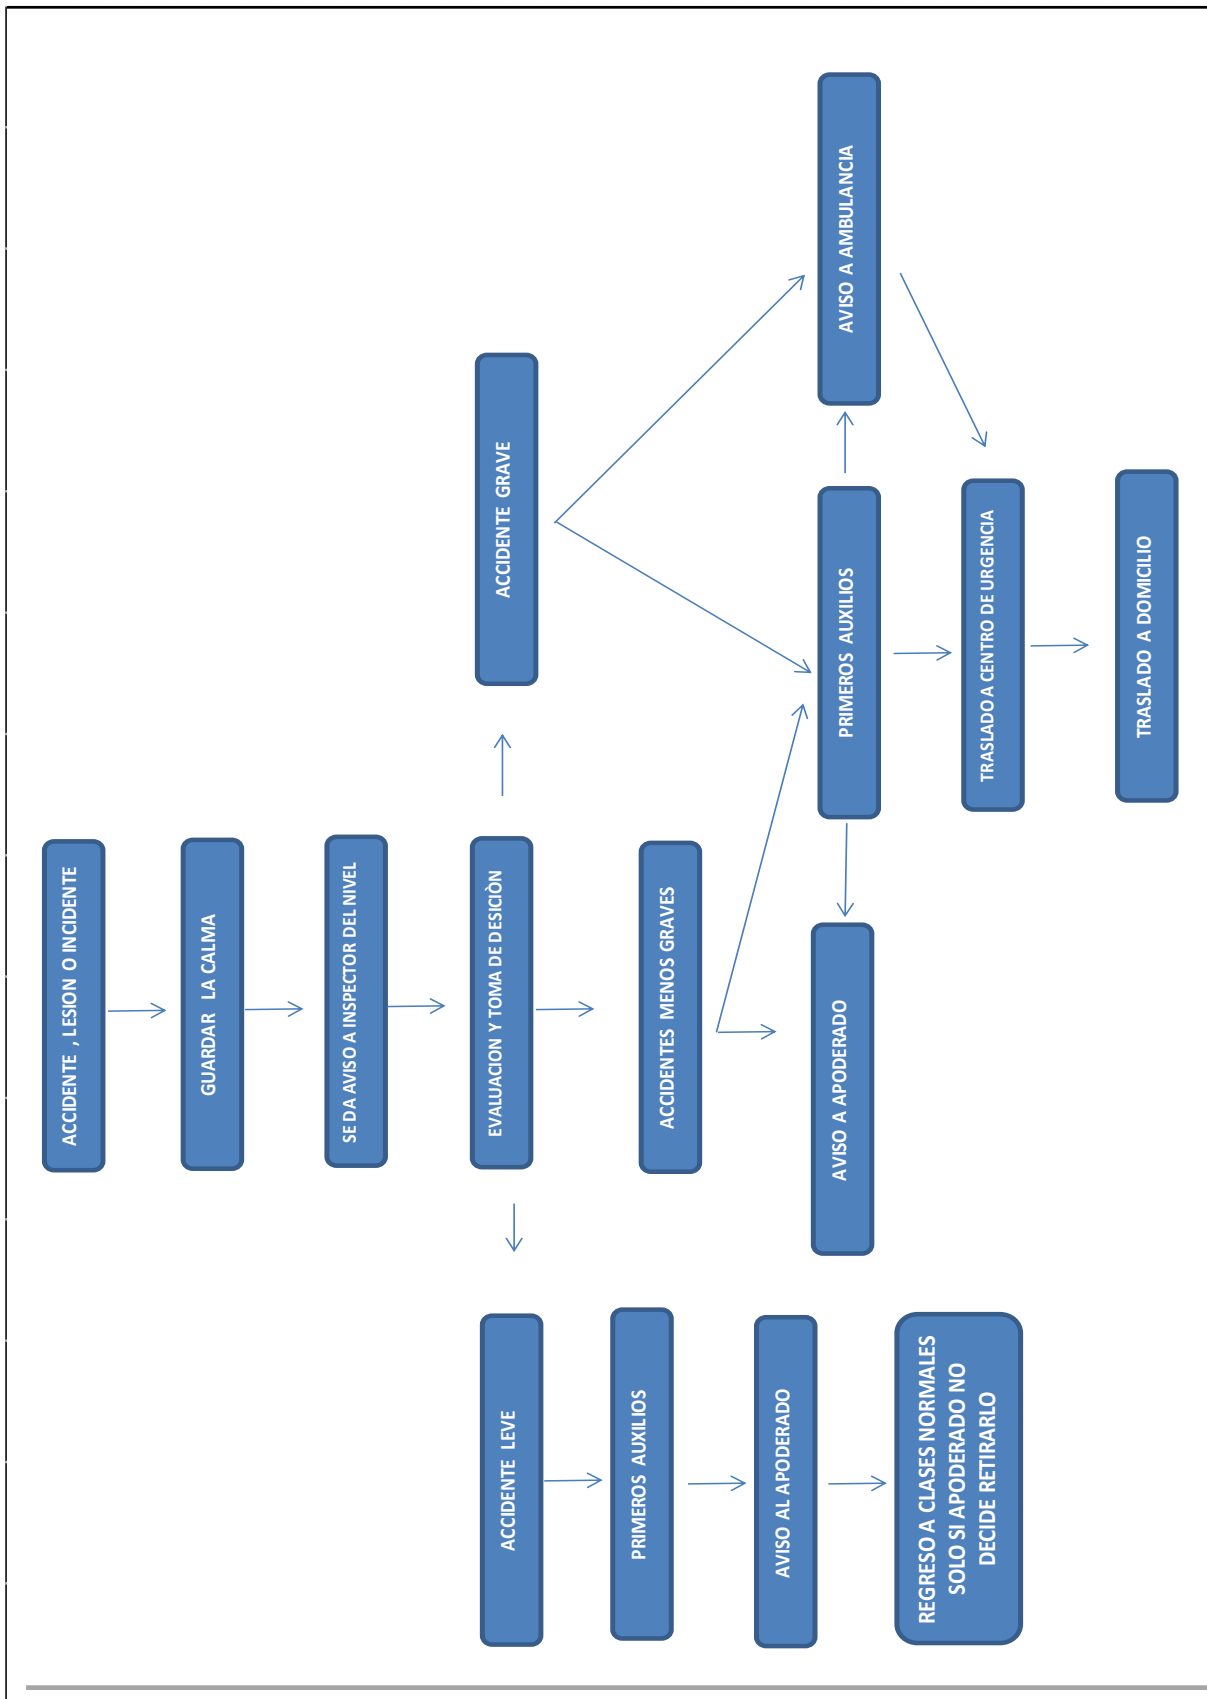 ACCIDENTE , LESION O INCIDENTE
GUARDAR LA CALMA
SE DA AVISO A INSPECTOR DEL NIVEL
EVALUACION Y TOMA DE DESICIÒN
ACCIDENTE LEVE
ACCIDENTE GRAVE
PRIMEROS AUXILIOS
ACCIDENTES MENOS GRAVES
AVISO AL APODERADO
AVISO A APODERADO
PRIMEROS AUXILIOS
AVISO A AMBULANCIA
REGRESO A CLASES NORMALES
SOLO SI APODERADO NO
DECIDE RETIRARLO
TRASLADO A CENTRO DE URGENCIA
TRASLADO A DOMICILIO